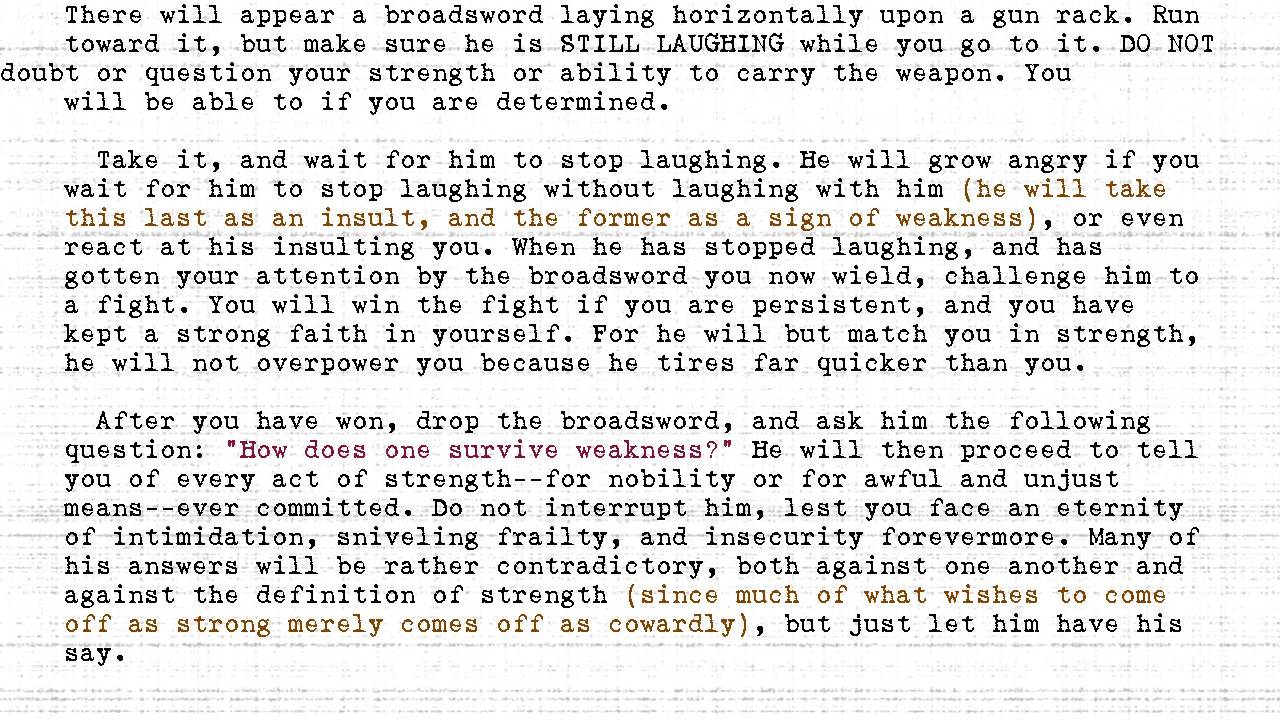 There will appear a broadsword laying horizontally upon a gun rack. Run
toward it, but make sure he is STILL LAUGHING while you go to it. DO NOT
doubt or question your strength or ability to carry the weapon. You
will be able to if you are determined.
Take it, and wait for him to stop laughing. He will grow angry if you
wait for him to stop laughing without laughing with him (he will take
this last as an insult, and the former as a sign of weakness), or even
react at his insulting you. When he has stopped laughing, and has
gotten your attention by the broadsword you now wield, challenge him to
a fight. You will win the fight if you are persistent, and you have
kept a strong faith in yourself. For he will but match you in strength,
he will not overpower you because he tires far quicker than you.
After you have won, drop the broadsword, and ask him the following
question: "How does one survive weakness?" He will then proceed to tell
you of every act of strength--for nobility or for awful and unjust
means--ever committed. Do not interrupt him, lest you face an eternity
of intimidation, sniveling frailty, and insecurity forevermore. Many of
his answers will be rather contradictory, both against one another and
against the definition of strength (since much of what wishes to come
off as strong merely comes off as cowardly), but just let him have his
say.